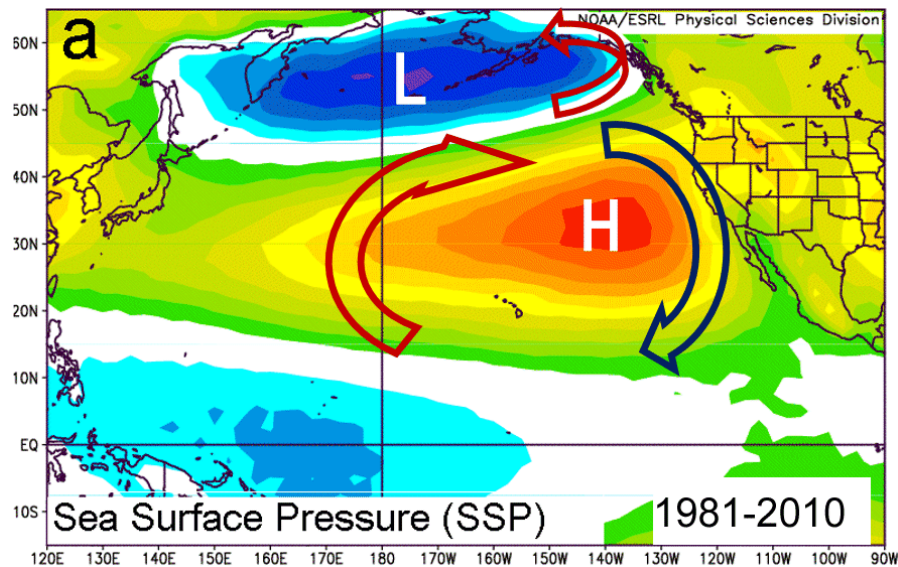 NOAA/ESRL Physical Sciences Division
a
60N
L
50N
40N
H
30N
20N
10N
EQ
10S
Sea Surface Pressure (SSP)
1981-2010
120E 130E 140E 150E 160E 170E 180 170W 160W 150W 140W 130W 120W 110W 100W 90W